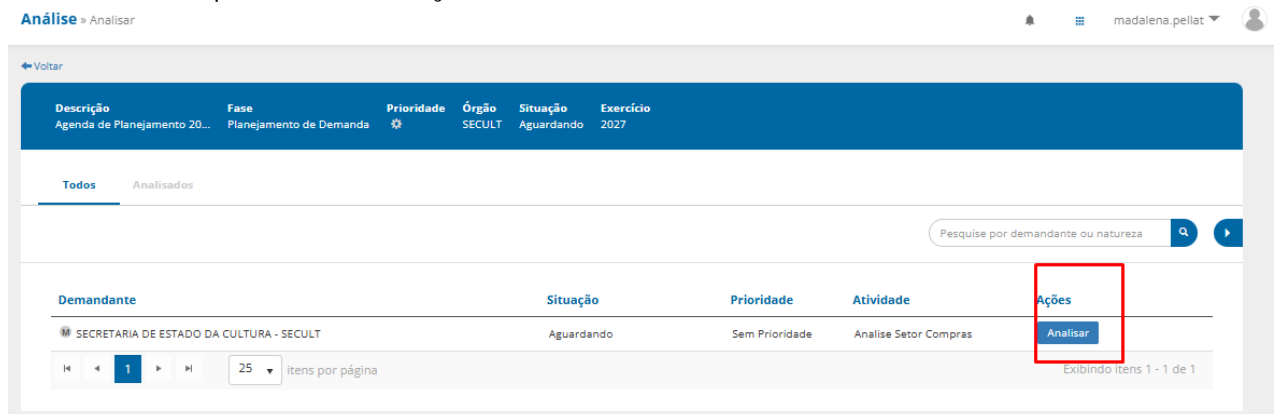 Análise » Analisar
madalena.pellat
Voltar
Descrição Fase Prioridade Órgão Situação Exercício
Agenda de Planejamento 20... Planejamento de Demanda SECULT Aguardando 2027
Todos Analisados
Pesquise por demandante ou natureza
Demandante Situação Prioridade Atividade Ações
M SECRETARIA DE ESTADO DA CULTURA - SECULT Aguardando Sem Prioridade Analise Setor Compras Analisar
1 25 itens por página Exibindo itens 1 - 1 de 1